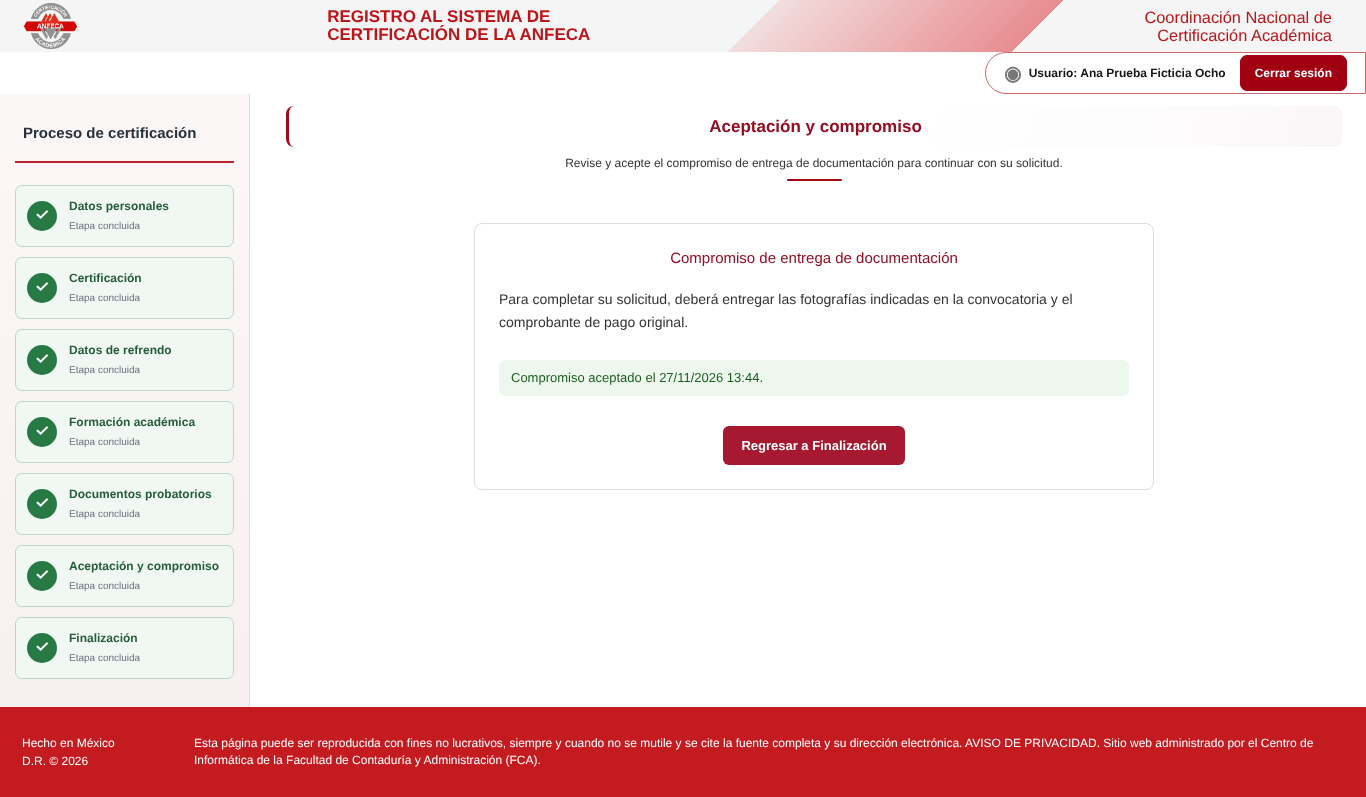 CERTIFICACIÓN
ANFECA
ACADÉMICA
REGISTRO AL SISTEMA DE
CERTIFICACIÓN DE LA ANFECA
Coordinación Nacional de
Certificación Académica
Usuario: Ana Prueba Ficticia Ocho
Cerrar sesión
Proceso de certificación
Datos personales
Etapa concluida
Certificación
Etapa concluida
Datos de refrendo
Etapa concluida
Formación académica
Etapa concluida
Documentos probatorios
Etapa concluida
Aceptación y compromiso
Etapa concluida
Finalización
Etapa concluida
Aceptación y compromiso
Revise y acepte el compromiso de entrega de documentación para continuar con su solicitud.
Compromiso de entrega de documentación
Para completar su solicitud, deberá entregar las fotografías indicadas en la convocatoria y el
comprobante de pago original.
Compromiso aceptado el 27/11/2026 13:44.
Regresar a Finalización
Hecho en México
D.R. © 2026
Esta página puede ser reproducida con fines no lucrativos, siempre y cuando no se mutile y se cite la fuente completa y su dirección electrónica. AVISO DE PRIVACIDAD. Sitio web administrado por el Centro de
Informática de la Facultad de Contaduría y Administración (FCA).